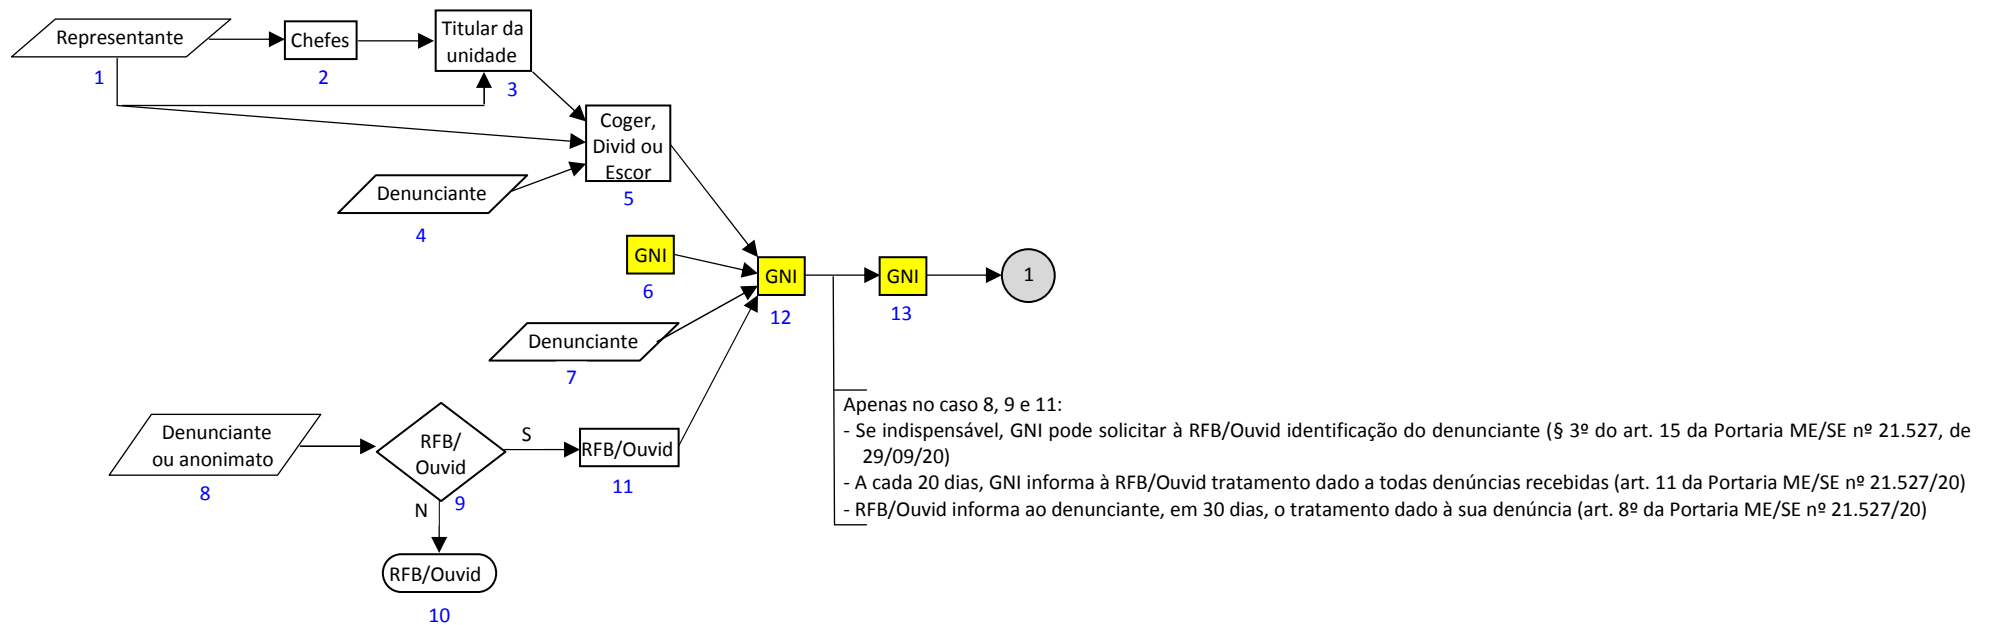 Representante
1
Chefes
2
Titular da
unidade
3
Denunciante
4
Coger,
Divid ou
Escor
5
GNI
6
Denunciante
7
Denunciante
ou anonimato
8
RFB/
Ouvid
9
S
N
RFB/Ouvid
10
RFB/Ouvid
11
GNI
12
GNI
13
1
Apenas no caso 8, 9 e 11:
- Se indispensável, GNI pode solicitar à RFB/Ouvid identificação do denunciante (§ 3º do art. 15 da Portaria ME/SE nº 21.527, de
29/09/20)
- A cada 20 dias, GNI informa à RFB/Ouvid tratamento dado a todas denúncias recebidas (art. 11 da Portaria ME/SE nº 21.527/20)
- RFB/Ouvid informa ao denunciante, em 30 dias, o tratamento dado à sua denúncia (art. 8º da Portaria ME/SE nº 21.527/20)